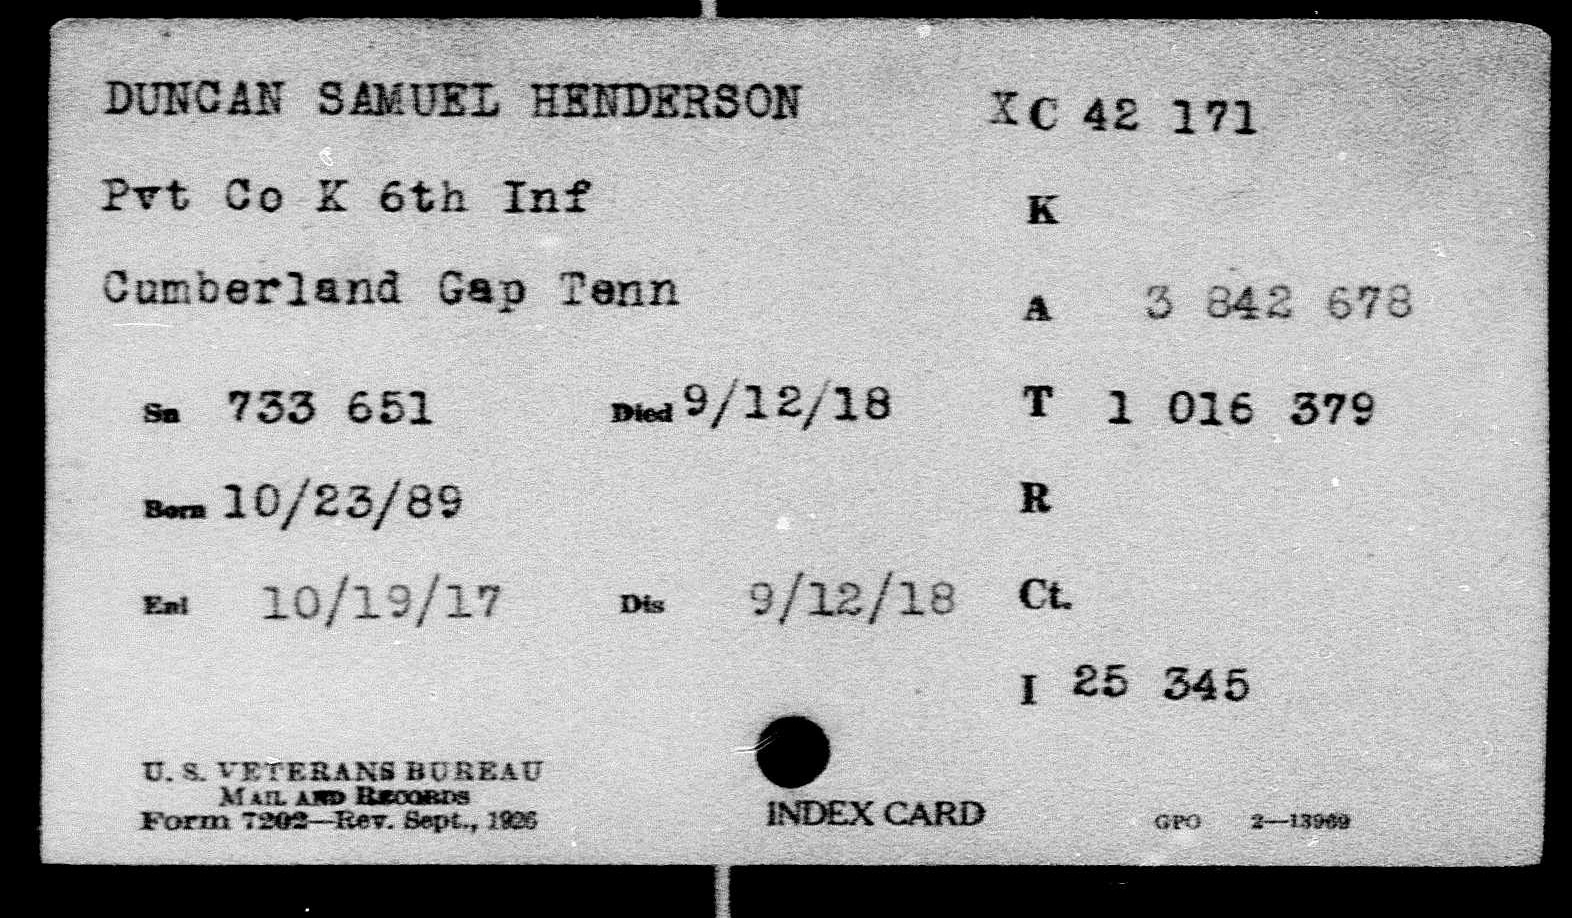 DUNCAN SAMUEL HENDERSON XC 42 171
Pvt Co K 6th Inf K
Cumberland Gap Tenn A 3 842 678
Sn 733 651 Died 9/12/18 T 1 016 379
Born 10/23/89 R
Enl 10/19/17 Dis 9/12/18 Ct.
I 25 345
U. S. VETERANS BUREAU
MAIL AND RECORDS
Form 7202—Rev. Sept., 1926 INDEX CARD GPO 2—13969